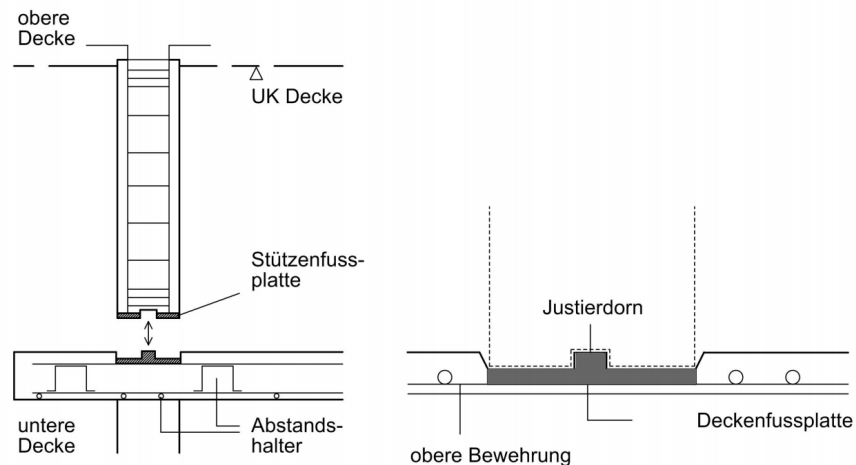 obere
Decke
UK Decke
Stützenfuss-
platte
untere
Decke
Abstands-
halter
Justierdorn
Deckenfussplatte
obere Bewehrung